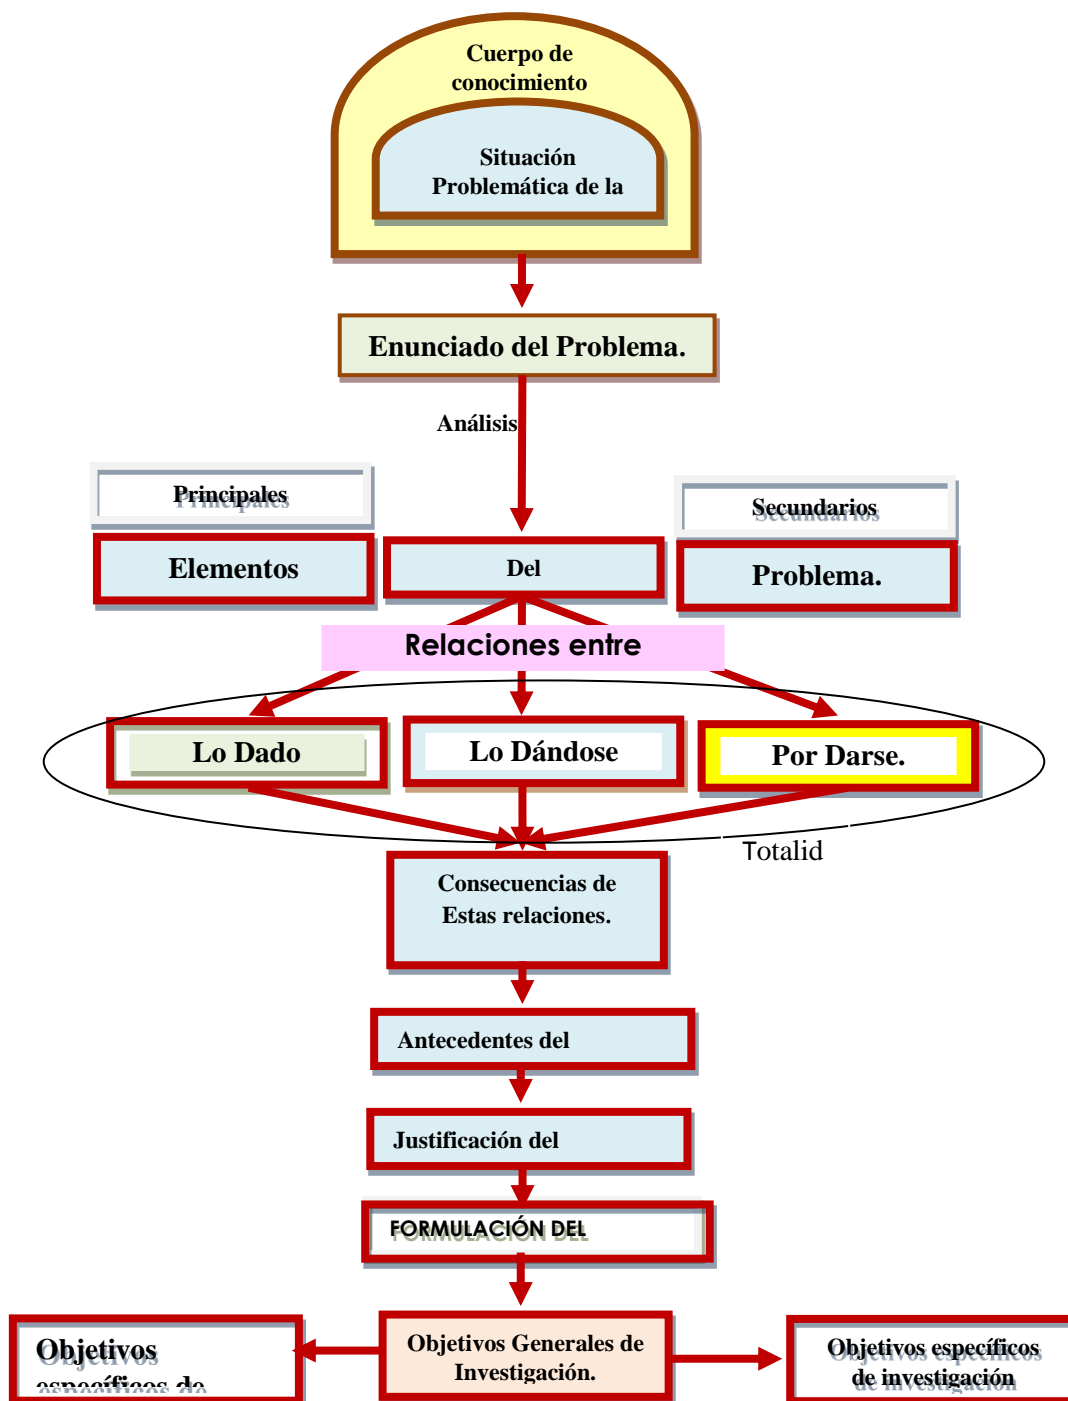 Cuerpo de
conocimiento
Situación
Problemática de la
Enunciado del Problema.
Análisis
Principales
Secundarios
Elementos
Del
Problema.
Relaciones entre
Lo Dado
Lo Dándose
Por Darse.
Totalid
Consecuencias de
Estas relaciones.
Antecedentes del
Justificación del
FORMULACIÓN DEL
Objetivos Generales de
Investigación.
Objetivos
específicos de
Objetivos específicos
de investigación